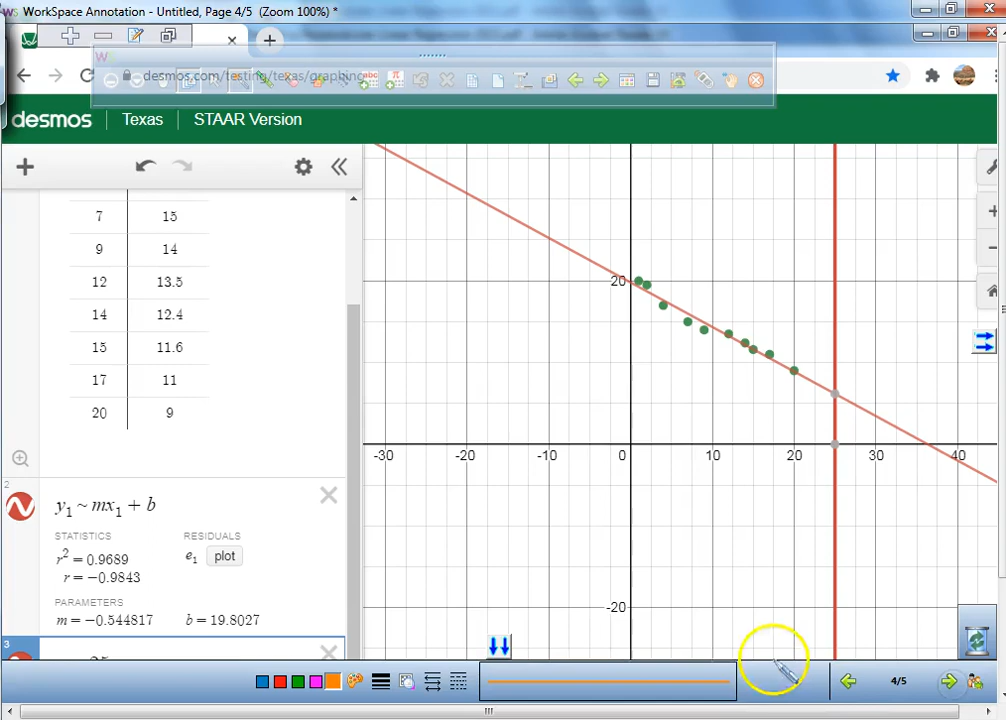 WorkSpace Annotation - Untitled, Page 4/5 (Zoom 100%) *
desmos.com/testing/texas/graphing
desmos Texas STAAR Version
7 15
9 14
12 13.5
14 12.4
15 11.6
17 11
20 9
2
y₁ ~ mx₁ + b
STATISTICS RESIDUALS
r² = 0.9689 e₁ plot
r = −0.9843
PARAMETERS
m = −0.544817 b = 19.8027
3
20
-30 -20 -10 0 10 20 30 40
-20
4/5